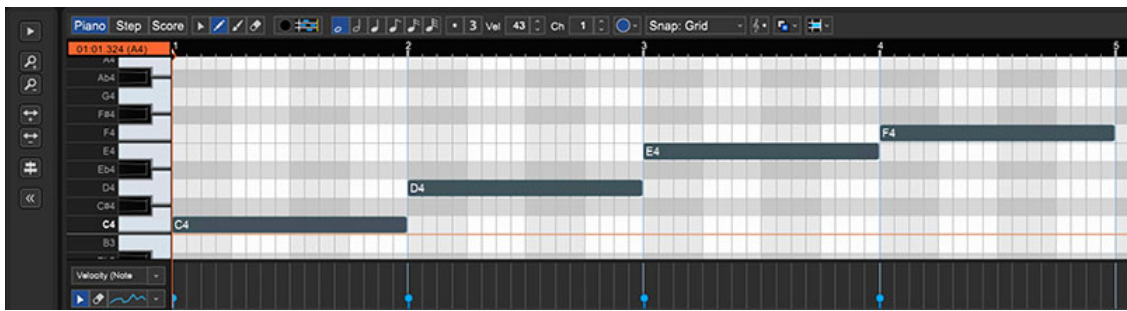 Piano Step Score 3 Vel 43 Ch 1 Snap: Grid
01:01.324 (A4) 1 2 3 4 5
A4
Ab4
G4
F#4
F4 F4
E4 E4
Eb4
D4 D4
C#4
C4 C4
B3
Velocity (Note